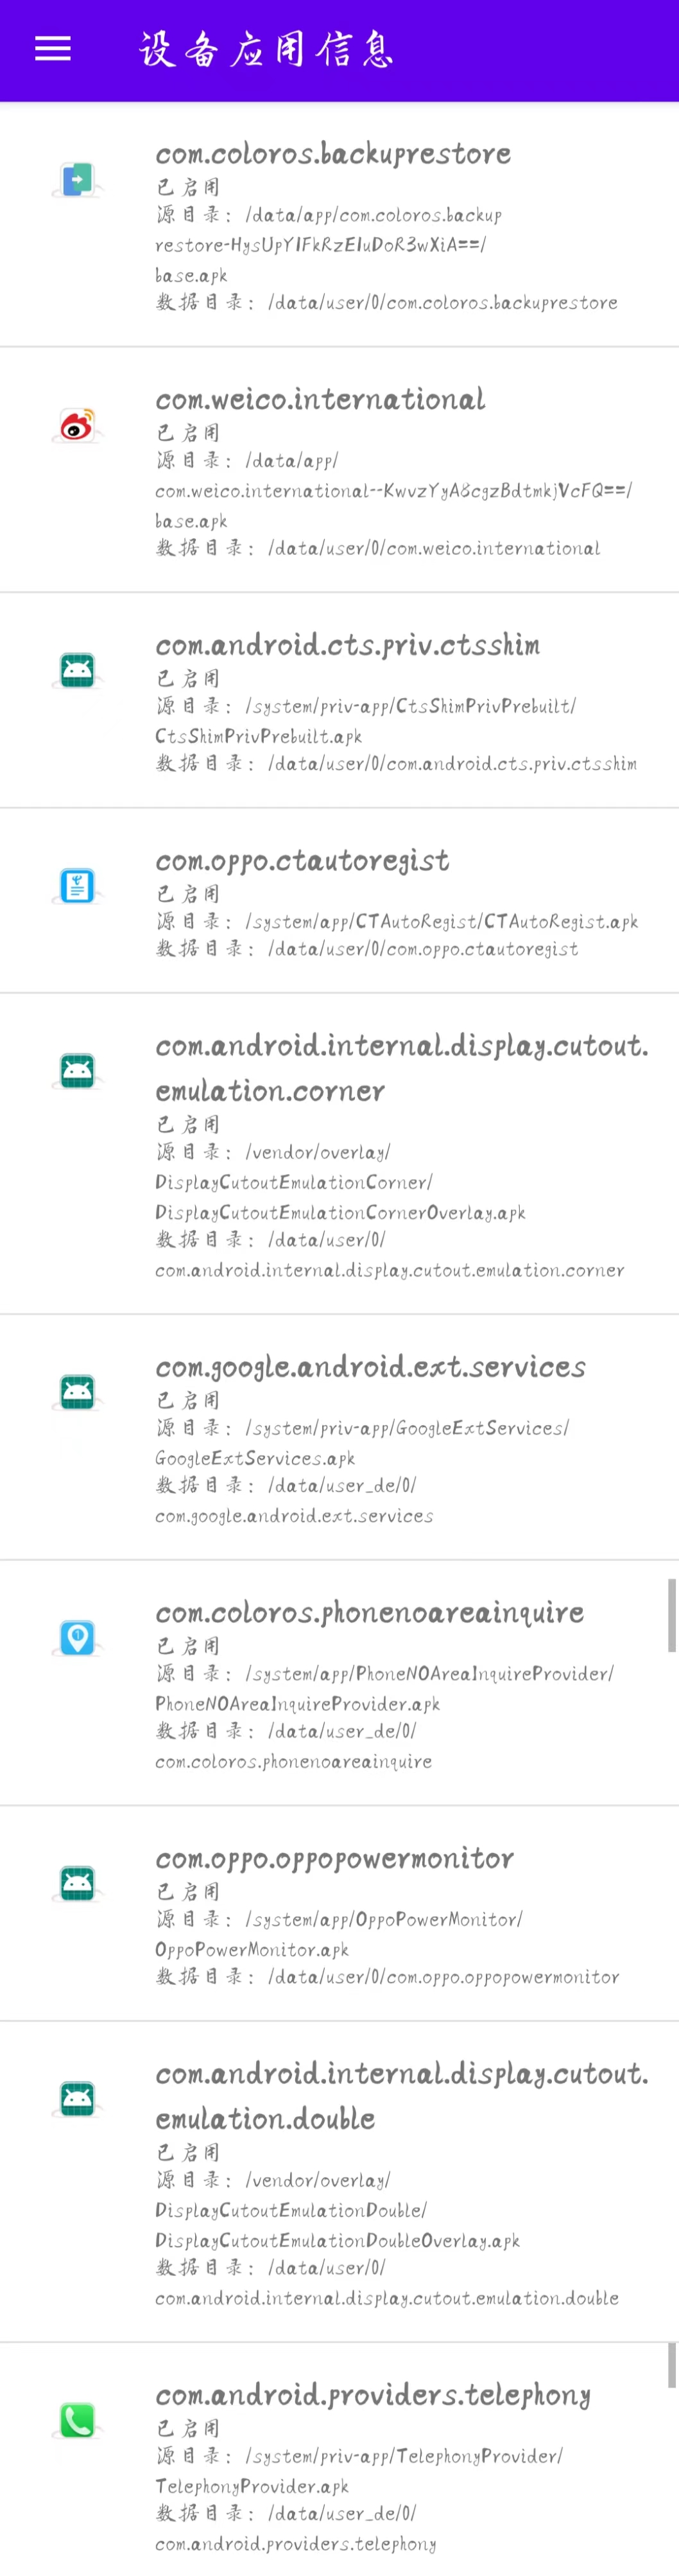 设备应用信息
com.coloros.backuprestore
已启用
源目录：/data/app/com.coloros.backup
restore-HysUpYIFkRzEIuDoR3wXiA==/
base.apk
数据目录：/data/user/0/com.coloros.backuprestore
com.weico.international
已启用
源目录：/data/app/
com.weico.international--KwvzYyA8cgzBdtmkjVcFQ==/
base.apk
数据目录：/data/user/0/com.weico.international
com.android.cts.priv.ctsshim
已启用
源目录：/system/priv-app/CtsShimPrivPrebuilt/
CtsShimPrivPrebuilt.apk
数据目录：/data/user/0/com.android.cts.priv.ctsshim
com.oppo.ctautoregist
已启用
源目录：/system/app/CTAutoRegist/CTAutoRegist.apk
数据目录：/data/user/0/com.oppo.ctautoregist
com.android.internal.display.cutout.
emulation.corner
已启用
源目录：/vendor/overlay/
DisplayCutoutEmulationCorner/
DisplayCutoutEmulationCornerOverlay.apk
数据目录：/data/user/0/
com.android.internal.display.cutout.emulation.corner
com.google.android.ext.services
已启用
源目录：/system/priv-app/GoogleExtServices/
GoogleExtServices.apk
数据目录：/data/user_de/0/
com.google.android.ext.services
com.coloros.phonenoareainquire
已启用
源目录：/system/app/PhoneNOAreaInquireProvider/
PhoneNOAreaInquireProvider.apk
数据目录：/data/user_de/0/
com.coloros.phonenoareainquire
com.oppo.oppopowermonitor
已启用
源目录：/system/app/OppoPowerMonitor/
OppoPowerMonitor.apk
数据目录：/data/user/0/com.oppo.oppopowermonitor
com.android.internal.display.cutout.
emulation.double
已启用
源目录：/vendor/overlay/
DisplayCutoutEmulationDouble/
DisplayCutoutEmulationDoubleOverlay.apk
数据目录：/data/user/0/
com.android.internal.display.cutout.emulation.double
com.android.providers.telephony
已启用
源目录：/system/priv-app/TelephonyProvider/
TelephonyProvider.apk
数据目录：/data/user_de/0/
com.android.providers.telephony